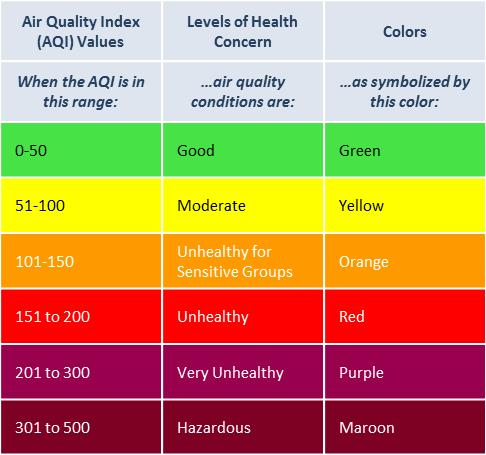 Air Quality Index
(AQI) Values
Levels of Health
Concern
Colors
When the AQI is in
this range:
...air quality
conditions are:
...as symbolized by
this color:
0-50
Good
Green
51-100
Moderate
Yellow
101-150
Unhealthy for
Sensitive Groups
Orange
151 to 200
Unhealthy
Red
201 to 300
Very Unhealthy
Purple
301 to 500
Hazardous
Maroon